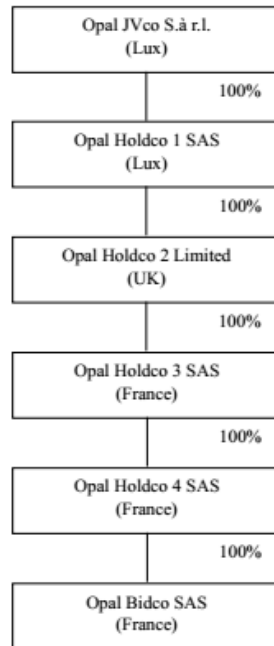 Opal JVco S.à r.l.
(Lux)
100%
Opal Holdco 1 SAS
(Lux)
100%
Opal Holdco 2 Limited
(UK)
100%
Opal Holdco 3 SAS
(France)
100%
Opal Holdco 4 SAS
(France)
100%
Opal Bidco SAS
(France)